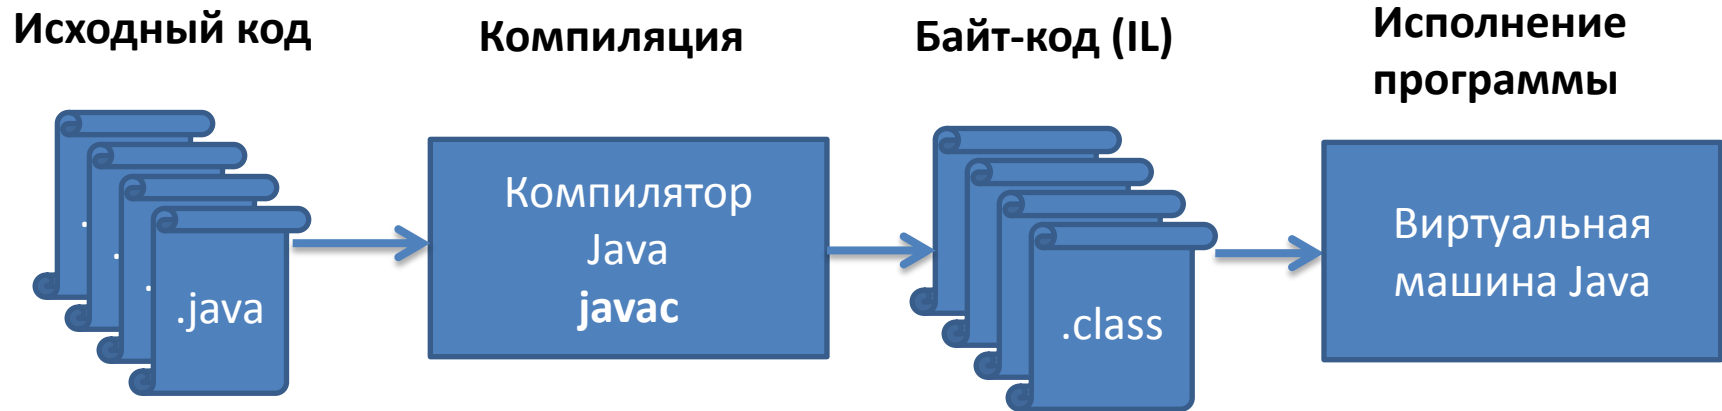 Исходный код
Компиляция
Байт-код (IL)
Исполнение
программы
.java
Компилятор
Java
javac
.class
Виртуальная
машина Java